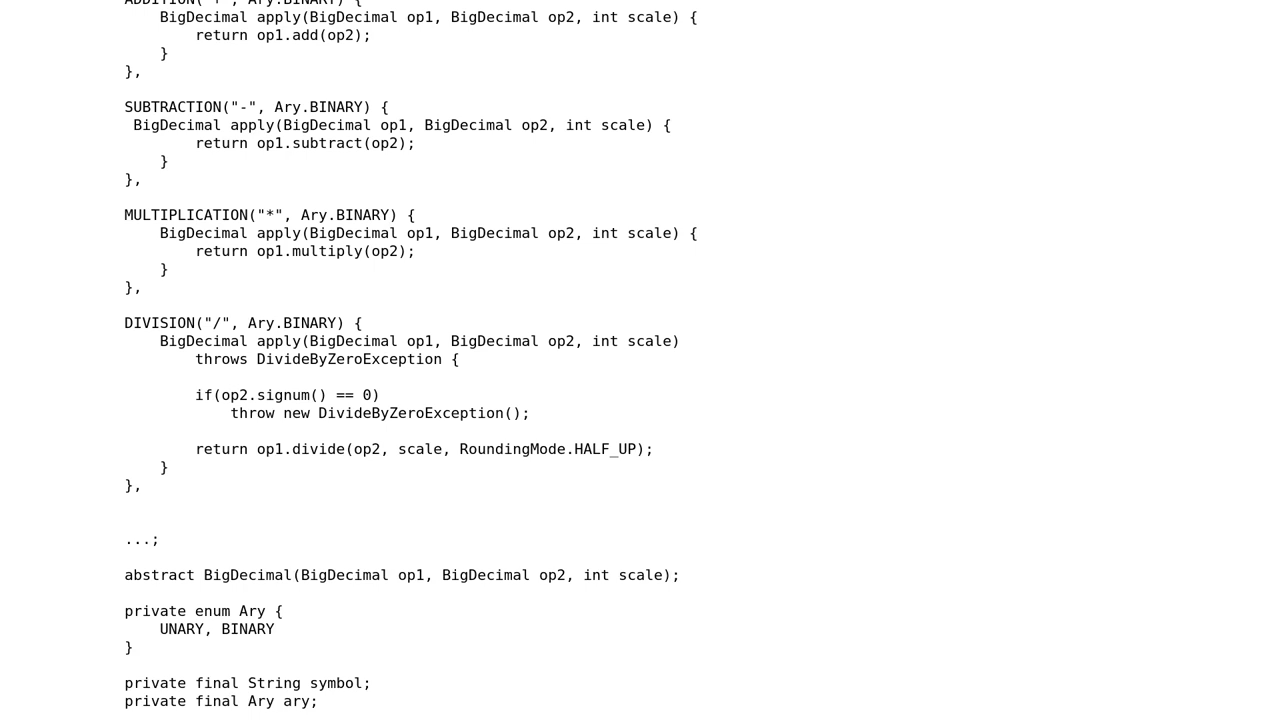 ADDITION("+", Ary.BINARY) {
BigDecimal apply(BigDecimal op1, BigDecimal op2, int scale) {
return op1.add(op2);
}
},
SUBTRACTION("-", Ary.BINARY) {
BigDecimal apply(BigDecimal op1, BigDecimal op2, int scale) {
return op1.subtract(op2);
}
},
MULTIPLICATION("*", Ary.BINARY) {
BigDecimal apply(BigDecimal op1, BigDecimal op2, int scale) {
return op1.multiply(op2);
}
},
DIVISION("/", Ary.BINARY) {
BigDecimal apply(BigDecimal op1, BigDecimal op2, int scale)
throws DivideByZeroException {
if(op2.signum() == 0)
throw new DivideByZeroException();
return op1.divide(op2, scale, RoundingMode.HALF_UP);
}
},
...;
abstract BigDecimal(BigDecimal op1, BigDecimal op2, int scale);
private enum Ary {
UNARY, BINARY
}
private final String symbol;
private final Ary ary;